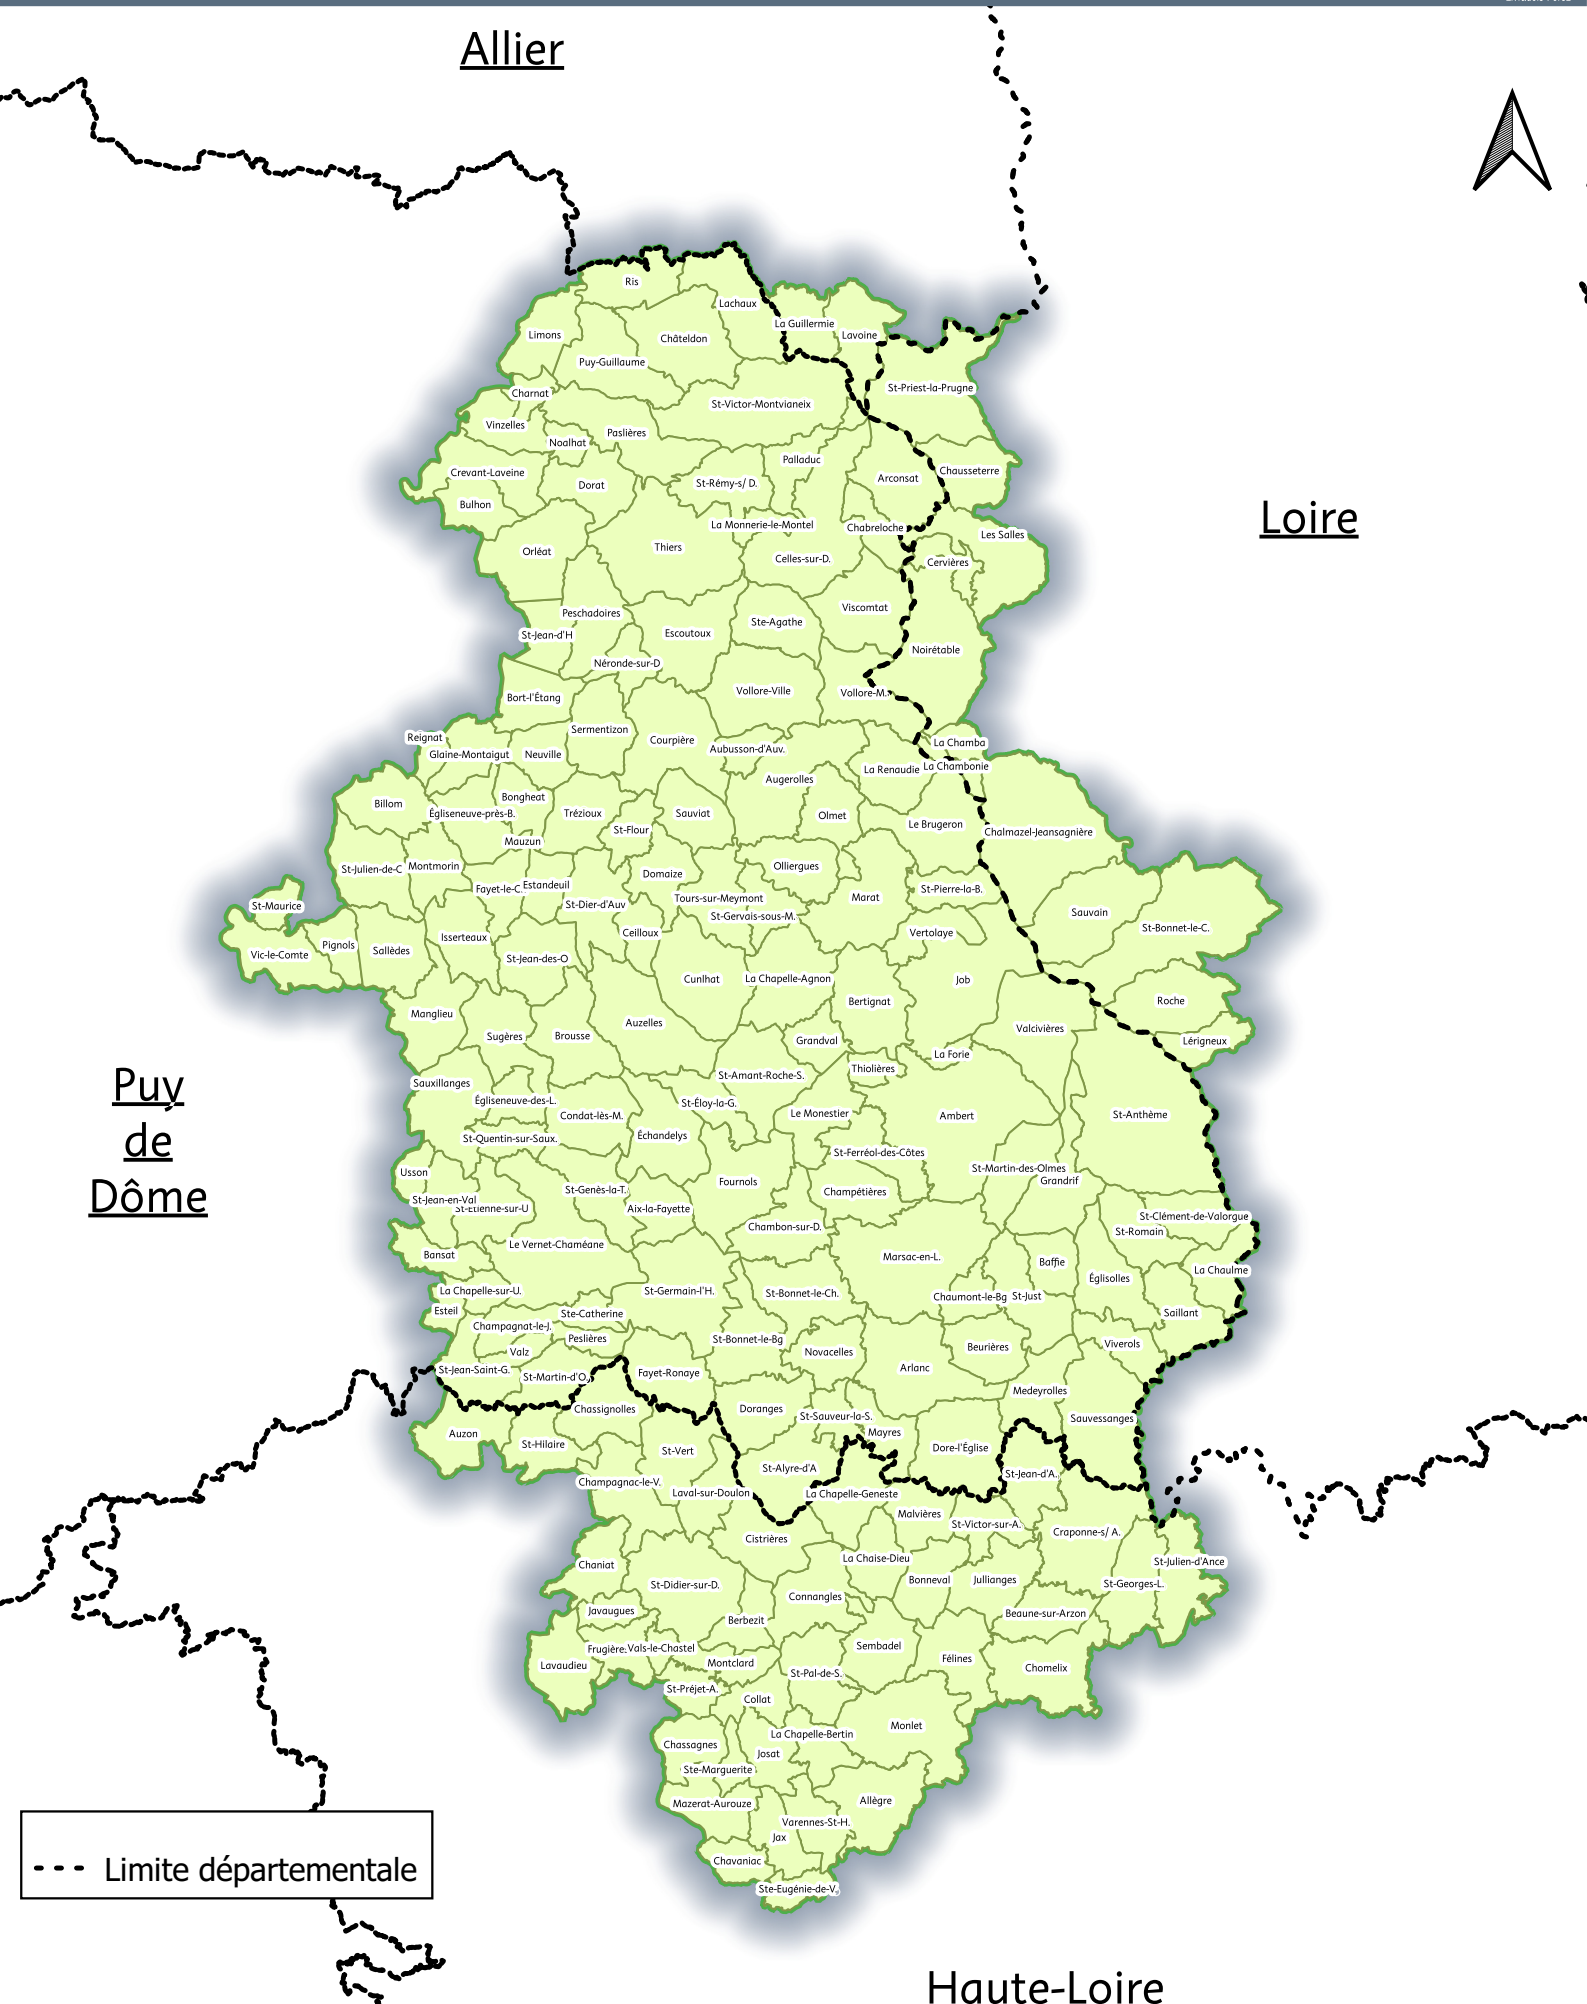 Allier
Ris
Lachaux
La Guillermie
Limons
Châteldon
Lavoine
Puy-Guillaume
St-Priest-la-Prugne
Charnat
St-Victor-Montvianeix
Vinzelles
Noalhat
Paslières
Palladuc
Crevant-Laveine
Chausseterre
Arconsat
Dorat
St-Rémy-s/ D.
Bulhon
Loire
La Monnerie-le-Montel
Chabreloche
Les Salles
Orléat
Thiers
Celles-sur-D.
Cervières
Viscomtat
Peschadoires
Ste-Agathe
St-Jean-d'H
Escoutoux
Noirétable
Néronde-sur-D
Bort-l'Étang
Vollore-Ville
Vollore-M.
Sermentizon
Reignat
Courpière
La Chamba
Glaine-Montaigut
Neuville
Aubusson-d'Auv.
La Renaudie
La Chambonie
Augerolles
Billom
Bongheat
Égliseneuve-près-B.
Trézioux
Sauviat
Olmet
Le Brugeron
St-Flour
Chalmazel-Jeansagnière
Mauzun
St-Julien-de-C
Montmorin
Olliergues
Domaize
Fayet-le-C.
Estandeuil
St-Pierre-la-B.
St-Maurice
St-Dier-d'Auv
Tours-sur-Meymont
Marat
St-Gervais-sous-M.
Sauvain
St-Bonnet-le-C.
Isserteaux
Ceilloux
Vertolaye
Pignols
Vic-le-Comte
Sallèdes
St-Jean-des-O
Cunlhat
La Chapelle-Agnon
Job
Bertignat
Roche
Manglieu
Auzelles
Valcivières
Sugères
Brousse
Grandval
Lérigneux
La Forie
Thiolières
St-Amant-Roche-S.
Puy
de
Dôme
Sauxillanges
Égliseneuve-des-L.
St-Éloy-la-G.
Condat-lès-M.
Le Monestier
Ambert
St-Anthème
St-Quentin-sur-Saux.
Échandelys
St-Ferréol-des-Côtes
Usson
St-Martin-des-Olmes
Grandrif
Fournols
St-Genès-la-T.
Champétières
St-Jean-en-Val
St-Etienne-sur-U
Aix-la-Fayette
St-Clément-de-Valorgue
Chambon-sur-D.
St-Romain
Le Vernet-Chaméane
Bansat
Marsac-en-L.
Baffie
La Chaulme
Églisolles
La Chapelle-sur-U.
St-Germain-l'H.
St-Bonnet-le-Ch.
Chaumont-le-Bg
St-Just
Esteil
Ste-Catherine
Saillant
Champagnat-le-J.
Peslières
St-Bonnet-le-Bg
Viverols
Valz
Novacelles
Beurières
St-Jean-Saint-G.
St-Martin-d'O.
Fayet-Ronaye
Arlanc
Medeyrolles
Chassignolles
Doranges
St-Sauveur-la-S.
Sauvessanges
Auzon
Mayres
St-Hilaire
St-Vert
Dore-l'Église
St-Alyre-d'A
St-Jean-d'A.
Champagnac-le-V.
Laval-sur-Doulon
La Chapelle-Geneste
Malvières
St-Victor-sur-A.
Craponne-s/ A.
Cistrières
Chaniat
La Chaise-Dieu
St-Julien-d'Ance
St-Didier-sur-D.
Bonneval
Jullianges
St-Georges-L.
Connangles
Javaugues
Berbezit
Beaune-sur-Arzon
Frugière
Vals-le-Chastel
Sembadel
Lavaudieu
Montclard
Félines
Chomelix
St-Pal-de-S.
St-Préjet-A.
Collat
Monlet
La Chapelle-Bertin
Chassagnes
Josat
Ste-Marguerite
Mazerat-Aurouze
Allègre
Varennes-St-H.
Jax
Chavaniac
Limite départementale
Ste-Eugénie-de-V.
Haute-Loire